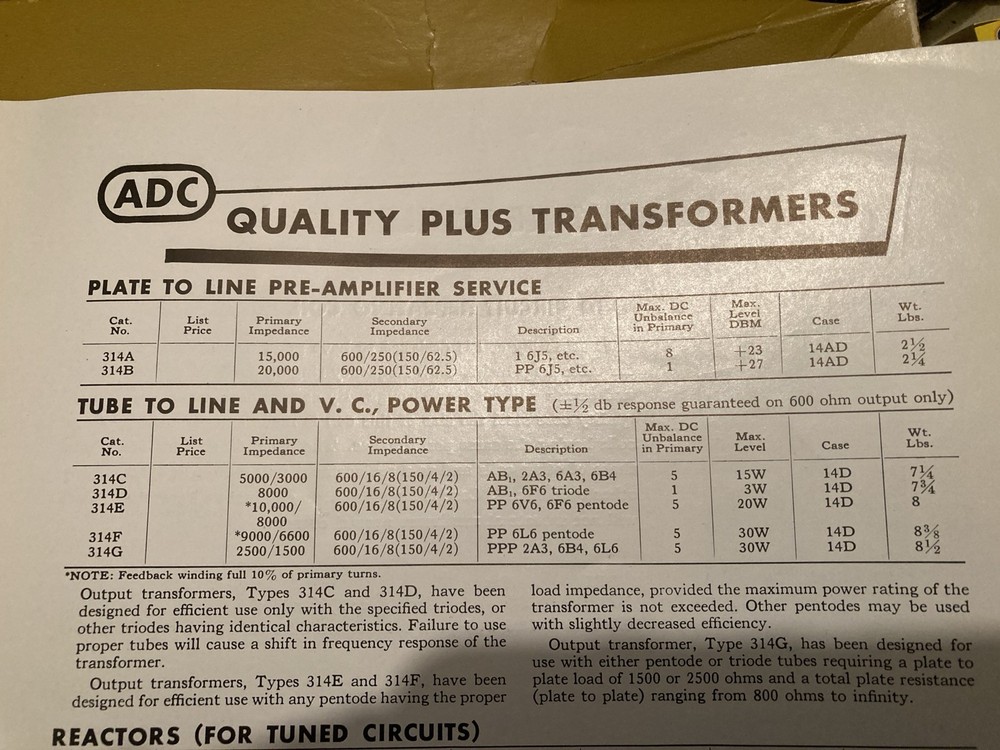 ADC
QUALITY PLUS TRANSFORMERS
PLATE TO LINE PRE-AMPLIFIER SERVICE
Cat. No. List Price Primary Impedance Secondary Impedance Description Max. DC Unbalance in Primary Max. Level DBM Case Wt. Lbs.
314A 15,000 600/250(150/62.5) 1 6J5, etc. 8 +23 14AD 2½
314B 20,000 600/250(150/62.5) PP 6J5, etc. 1 +27 14AD 2¼
TUBE TO LINE AND V. C., POWER TYPE (±½ db response guaranteed on 600 ohm output only)
Cat. No. List Price Primary Impedance Secondary Impedance Description Max. DC Unbalance in Primary Max. Level Case Wt. Lbs.
314C 5000/3000 600/16/8(150/4/2) AB₁, 2A3, 6A3, 6B4 5 15W 14D 7¼
314D 8000 600/16/8(150/4/2) AB₁, 6F6 triode 1 3W 14D 7¾
314E *10,000/ 600/16/8(150/4/2) PP 6V6, 6F6 pentode 5 20W 14D 8
8000
314F *9000/6600 600/16/8(150/4/2) PP 6L6 pentode 5 30W 14D 8⅜
314G 2500/1500 600/16/8(150/4/2) PPP 2A3, 6B4, 6L6 5 30W 14D 8½
*NOTE: Feedback winding full 10% of primary turns.
Output transformers, Types 314C and 314D, have been
designed for efficient use only with the specified triodes, or
other triodes having identical characteristics. Failure to use
proper tubes will cause a shift in frequency response of the
transformer.
Output transformers, Types 314E and 314F, have been
designed for efficient use with any pentode having the proper
load impedance, provided the maximum power rating of the
transformer is not exceeded. Other pentodes may be used
with slightly decreased efficiency.
Output transformer, Type 314G, has been designed for
use with either pentode or triode tubes requiring a plate to
plate load of 1500 or 2500 ohms and a total plate resistance
(plate to plate) ranging from 800 ohms to infinity.
REACTORS (FOR TUNED CIRCUITS)